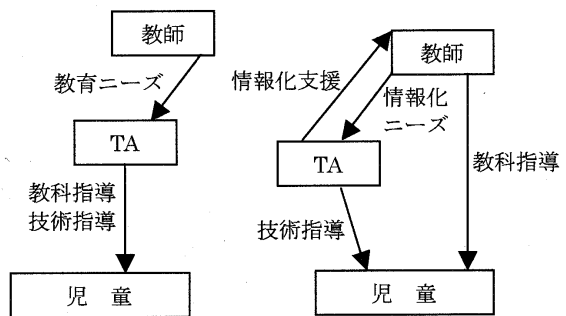 教師
教育ニーズ
TA
教科指導
技術指導
児 童
教師
情報化支援
情報化
ニーズ
TA
教科指導
技術指導
児 童